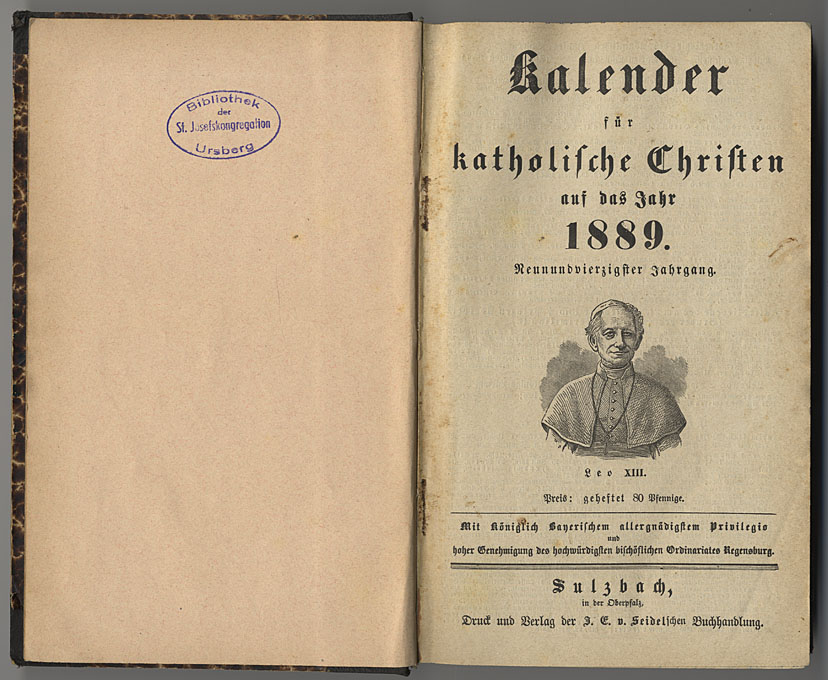 Bibliothek
der
St. Josefskongregation
Ursberg
Kalender
für
katholiſche Chriſten
auf das Jahr
1889.
Neunundvierzigſter Jahrgang.
Leo XIII.
Preis: geheftet 80 Pfennige.
Mit Königlich Bayeriſchem allergnädigſtem Privilegio
und
hoher Genehmigung des hochwürdigſten biſchöflichen Ordinariates Regensburg.
Sulzbach,
in der Oberpfalz,
Druck und Verlag der J. E. v. Seidelſchen Buchhandlung.